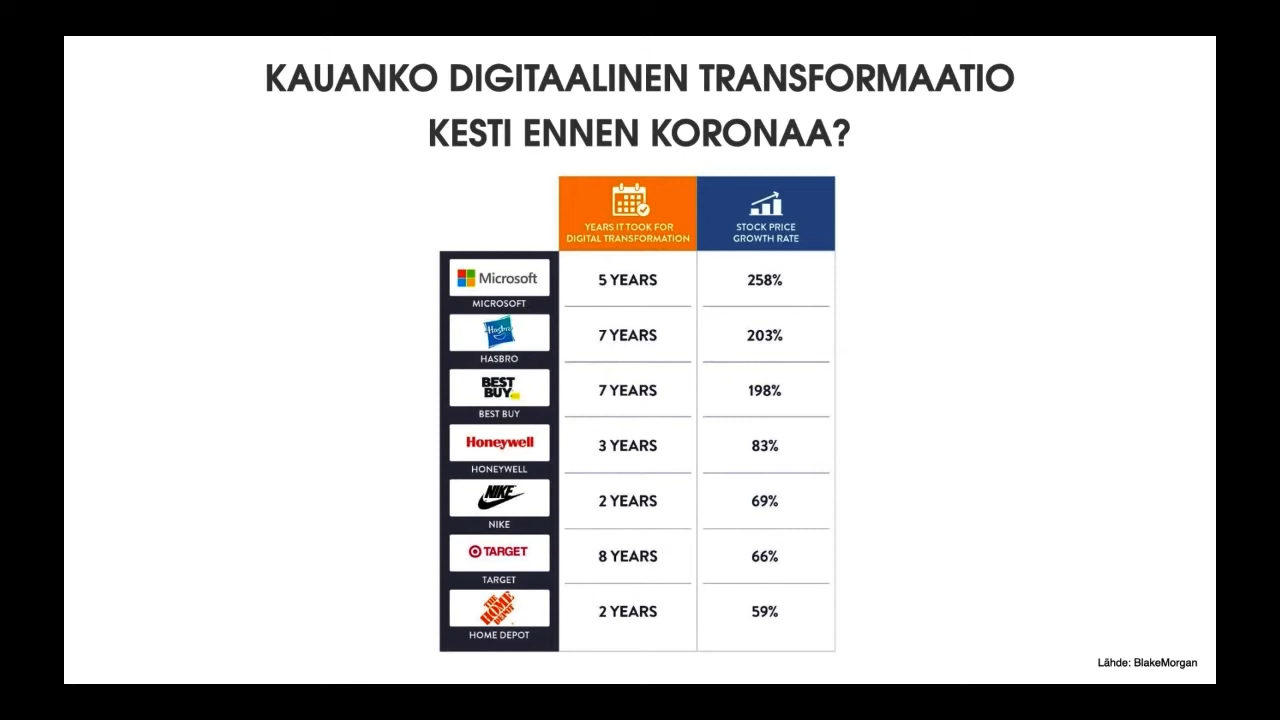 KAUANKO DIGITAALINEN TRANSFORMAATIO
KESTI ENNEN KORONAA?
YEARS IT TOOK FOR
DIGITAL TRANSFORMATION
STOCK PRICE
GROWTH RATE
Microsoft
MICROSOFT
5 YEARS
258%
Hasbro
HASBRO
7 YEARS
203%
BEST
BUY
BEST BUY
7 YEARS
198%
Honeywell
HONEYWELL
3 YEARS
83%
NIKE
NIKE
2 YEARS
69%
TARGET
TARGET
8 YEARS
66%
THE
HOME
DEPOT
HOME DEPOT
2 YEARS
59%
Lähde: BlakeMorgan